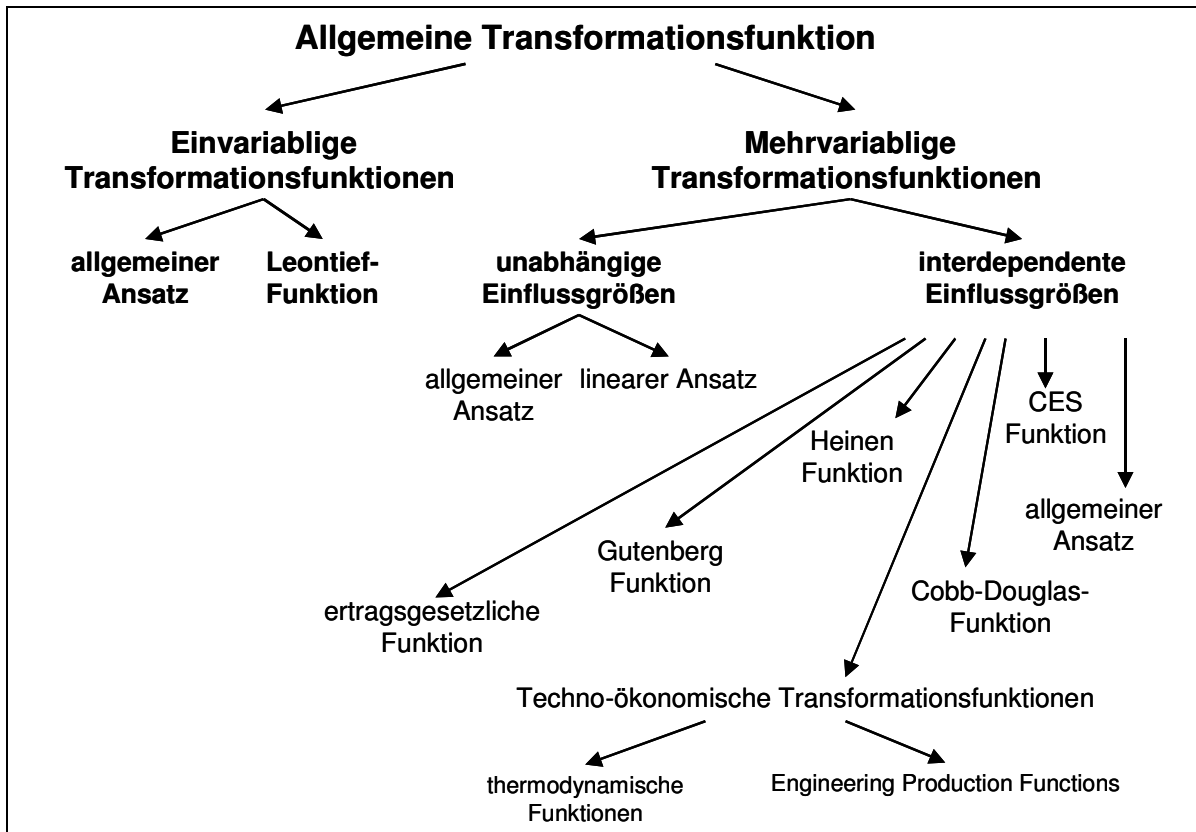 Allgemeine Transformationsfunktion
Einvariablige
Transformationsfunktionen
Mehrvariablige
Transformationsfunktionen
allgemeiner
Ansatz
Leontief-
Funktion
unabhängige
Einflussgrößen
interdependente
Einflussgrößen
allgemeiner
Ansatz
linearer Ansatz
CES
Funktion
Heinen
Funktion
allgemeiner
Ansatz
Gutenberg
Funktion
Cobb-Douglas-
Funktion
ertragsgesetzliche
Funktion
Techno-ökonomische Transformationsfunktionen
thermodynamische
Funktionen
Engineering Production Functions